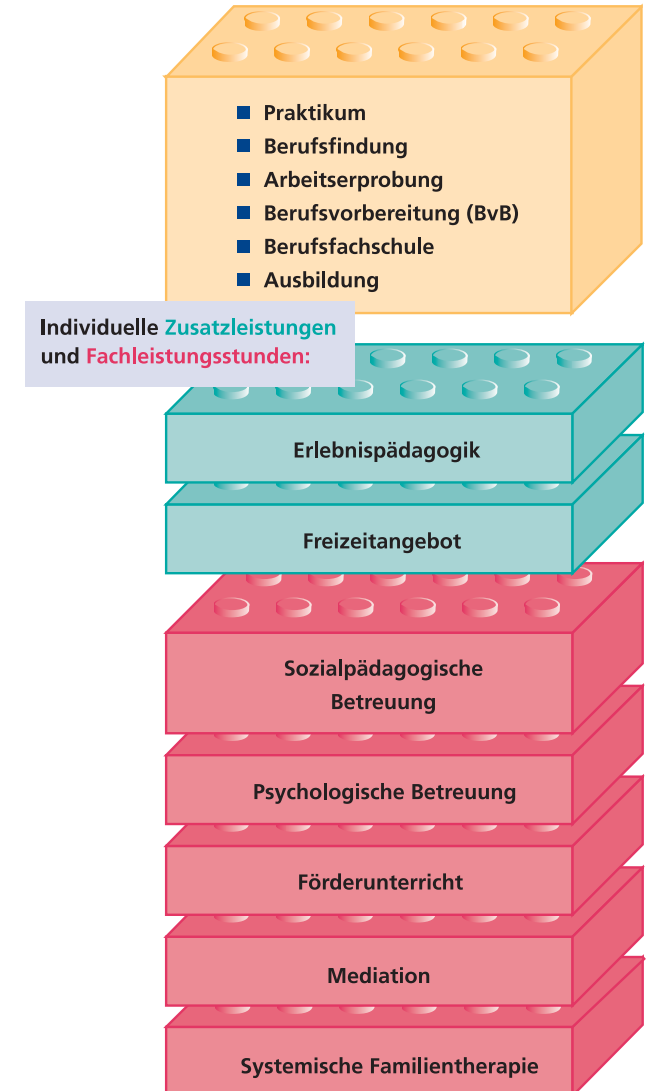 Praktikum
Berufsfindung
Arbeitserprobung
Berufsvorbereitung (BvB)
Berufsfachschule
Ausbildung
Individuelle Zusatzleistungen
und Fachleistungsstunden:
Erlebnispädagogik
Freizeitangebot
Sozialpädagogische
Betreuung
Psychologische Betreuung
Förderunterricht
Mediation
Systemische Familientherapie